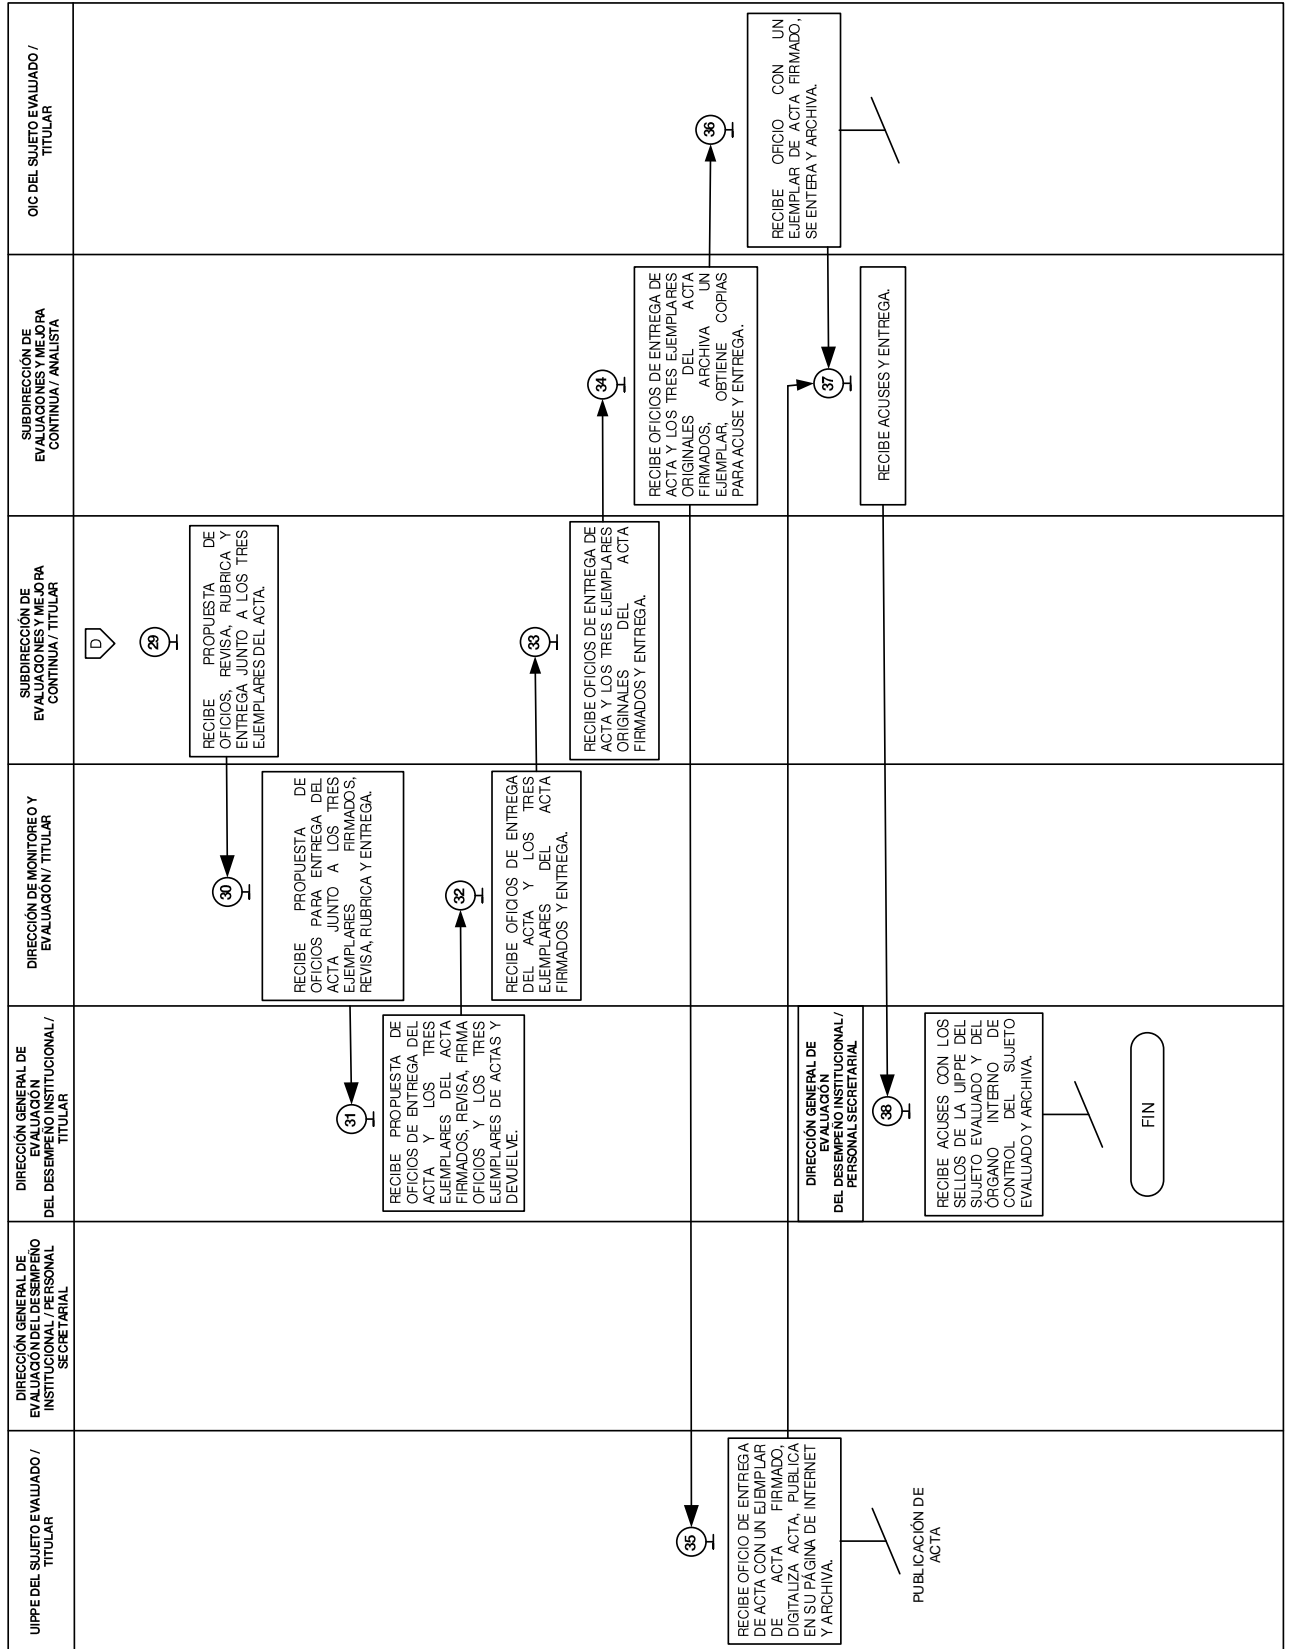 UIPPE DEL SUJETO EVALUADO /
TITULAR
DIRECCIÓN GENERAL DE
EVALUACIÓN DEL DESEMPEÑO
INSTITUCIONAL / PERSONAL
SECRETARIAL
DIRECCIÓN GENERAL DE
EVALUACIÓN
DEL DESEMPEÑO INSTITUCIONAL /
TITULAR
DIRECCIÓN DE MONITOREO Y
EVALUACIÓN / TITULAR
SUBDIRECCIÓN DE
EVALUACIONES Y MEJORA
CONTINUA / TITULAR
SUBDIRECCIÓN DE
EVALUACIONES Y MEJORA
CONTINUA / ANALISTA
OIC DEL SUJETO EVALUADO /
TITULAR
D
29
RECIBE PROPUESTA DE
OFICIOS, REVISA, RUBRICA Y
ENTREGA JUNTO A LOS TRES
EJEMPLARES DEL ACTA.
30
RECIBE PROPUESTA DE
OFICIOS PARA ENTREGA DEL
ACTA JUNTO A LOS TRES
EJEMPLARES FIRMADOS,
REVISA, RUBRICA Y ENTREGA.
31
RECIBE PROPUESTA DE
OFICIOS DE ENTREGA DEL
ACTA Y LOS TRES
EJEMPLARES DEL ACTA
FIRMADOS, REVISA, FIRMA
OFICIOS Y LOS TRES
EJEMPLARES DE ACTAS Y
DEVUELVE.
32
RECIBE OFICIOS DE ENTREGA
DEL ACTA Y LOS TRES
EJEMPLARES DEL ACTA
FIRMADOS Y ENTREGA.
33
RECIBE OFICIOS DE ENTREGA DE
ACTA Y LOS TRES EJEMPLARES
ORIGINALES DEL ACTA
FIRMADOS Y ENTREGA.
34
RECIBE OFICIOS DE ENTREGA DE
ACTA Y LOS TRES EJEMPLARES
ORIGINALES DEL ACTA
FIRMADOS, ARCHIVA UN
EJEMPLAR, OBTIENE COPIAS
PARA ACUSE Y ENTREGA.
35
RECIBE OFICIO DE ENTREGA
DE ACTA CON UN EJEMPLAR
DE ACTA FIRMADO,
DIGITALIZA ACTA, PUBLICA
EN SU PÁGINA DE INTERNET
Y ARCHIVA.
PUBLICACIÓN DE
ACTA
36
RECIBE OFICIO CON UN
EJEMPLAR DE ACTA FIRMADO,
SE ENTERA Y ARCHIVA.
37
RECIBE ACUSES Y ENTREGA.
DIRECCIÓN GENERAL DE
EVALUACIÓN
DEL DESEMPEÑO INSTITUCIONAL /
PERSONAL SECRETARIAL
38
RECIBE ACUSES CON LOS
SELLOS DE LA UIPPE DEL
SUJETO EVALUADO Y DEL
ÓRGANO INTERNO DE
CONTROL DEL SUJETO
EVALUADO Y ARCHIVA.
FIN